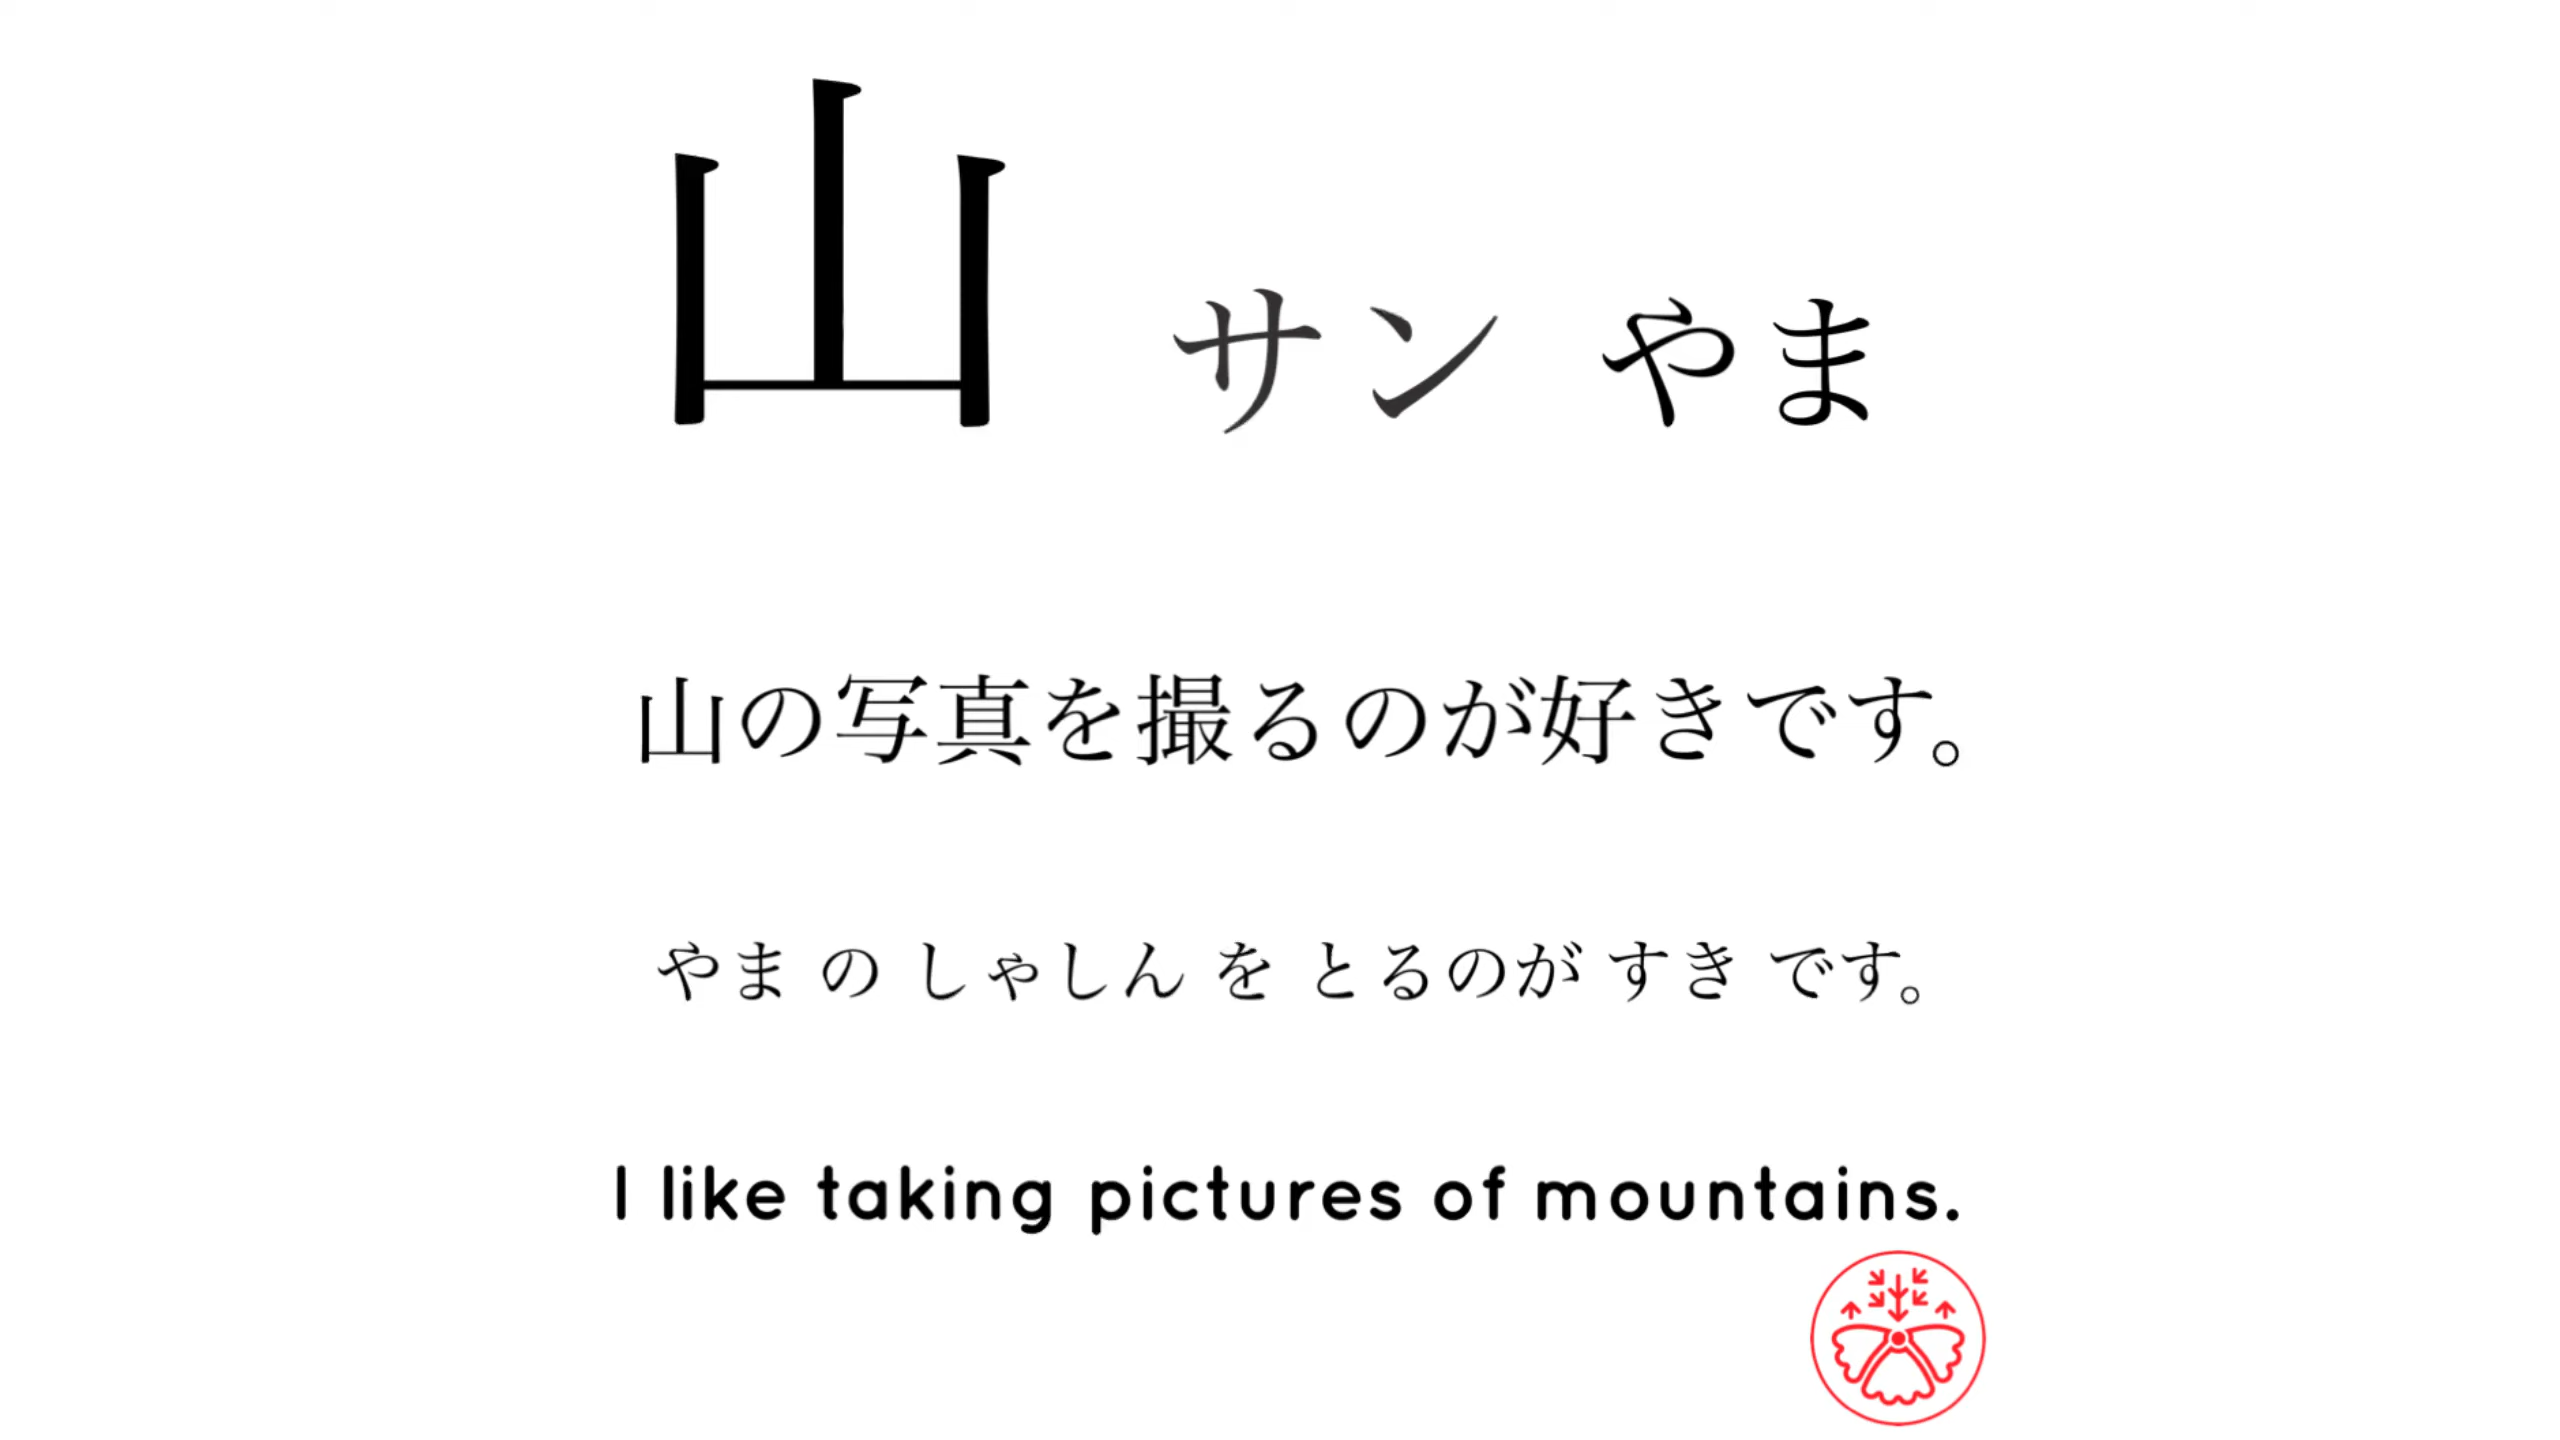 山 サン やま
山の写真を撮るのが好きです。
やま の しゃしん を とるのが すき です。
I like taking pictures of mountains.